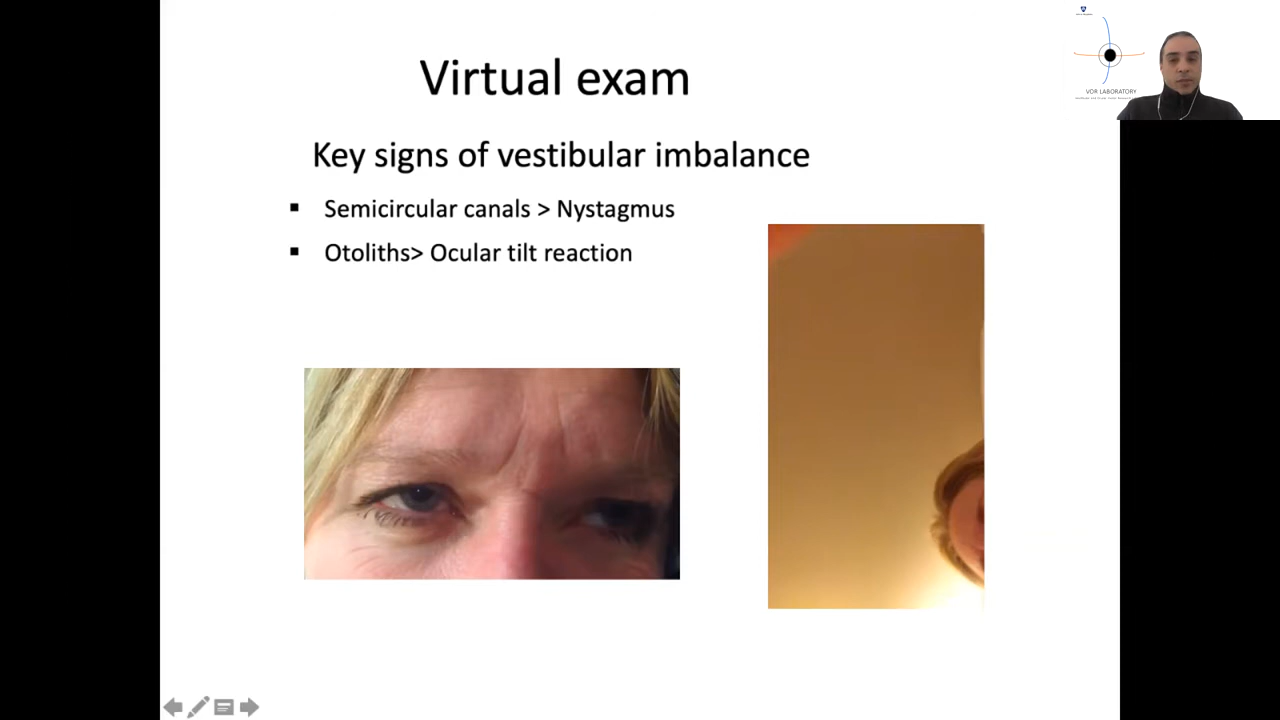 Virtual exam
Key signs of vestibular imbalance
▪ Semicircular canals > Nystagmus
▪ Otoliths> Ocular tilt reaction
VOR LABORATORY